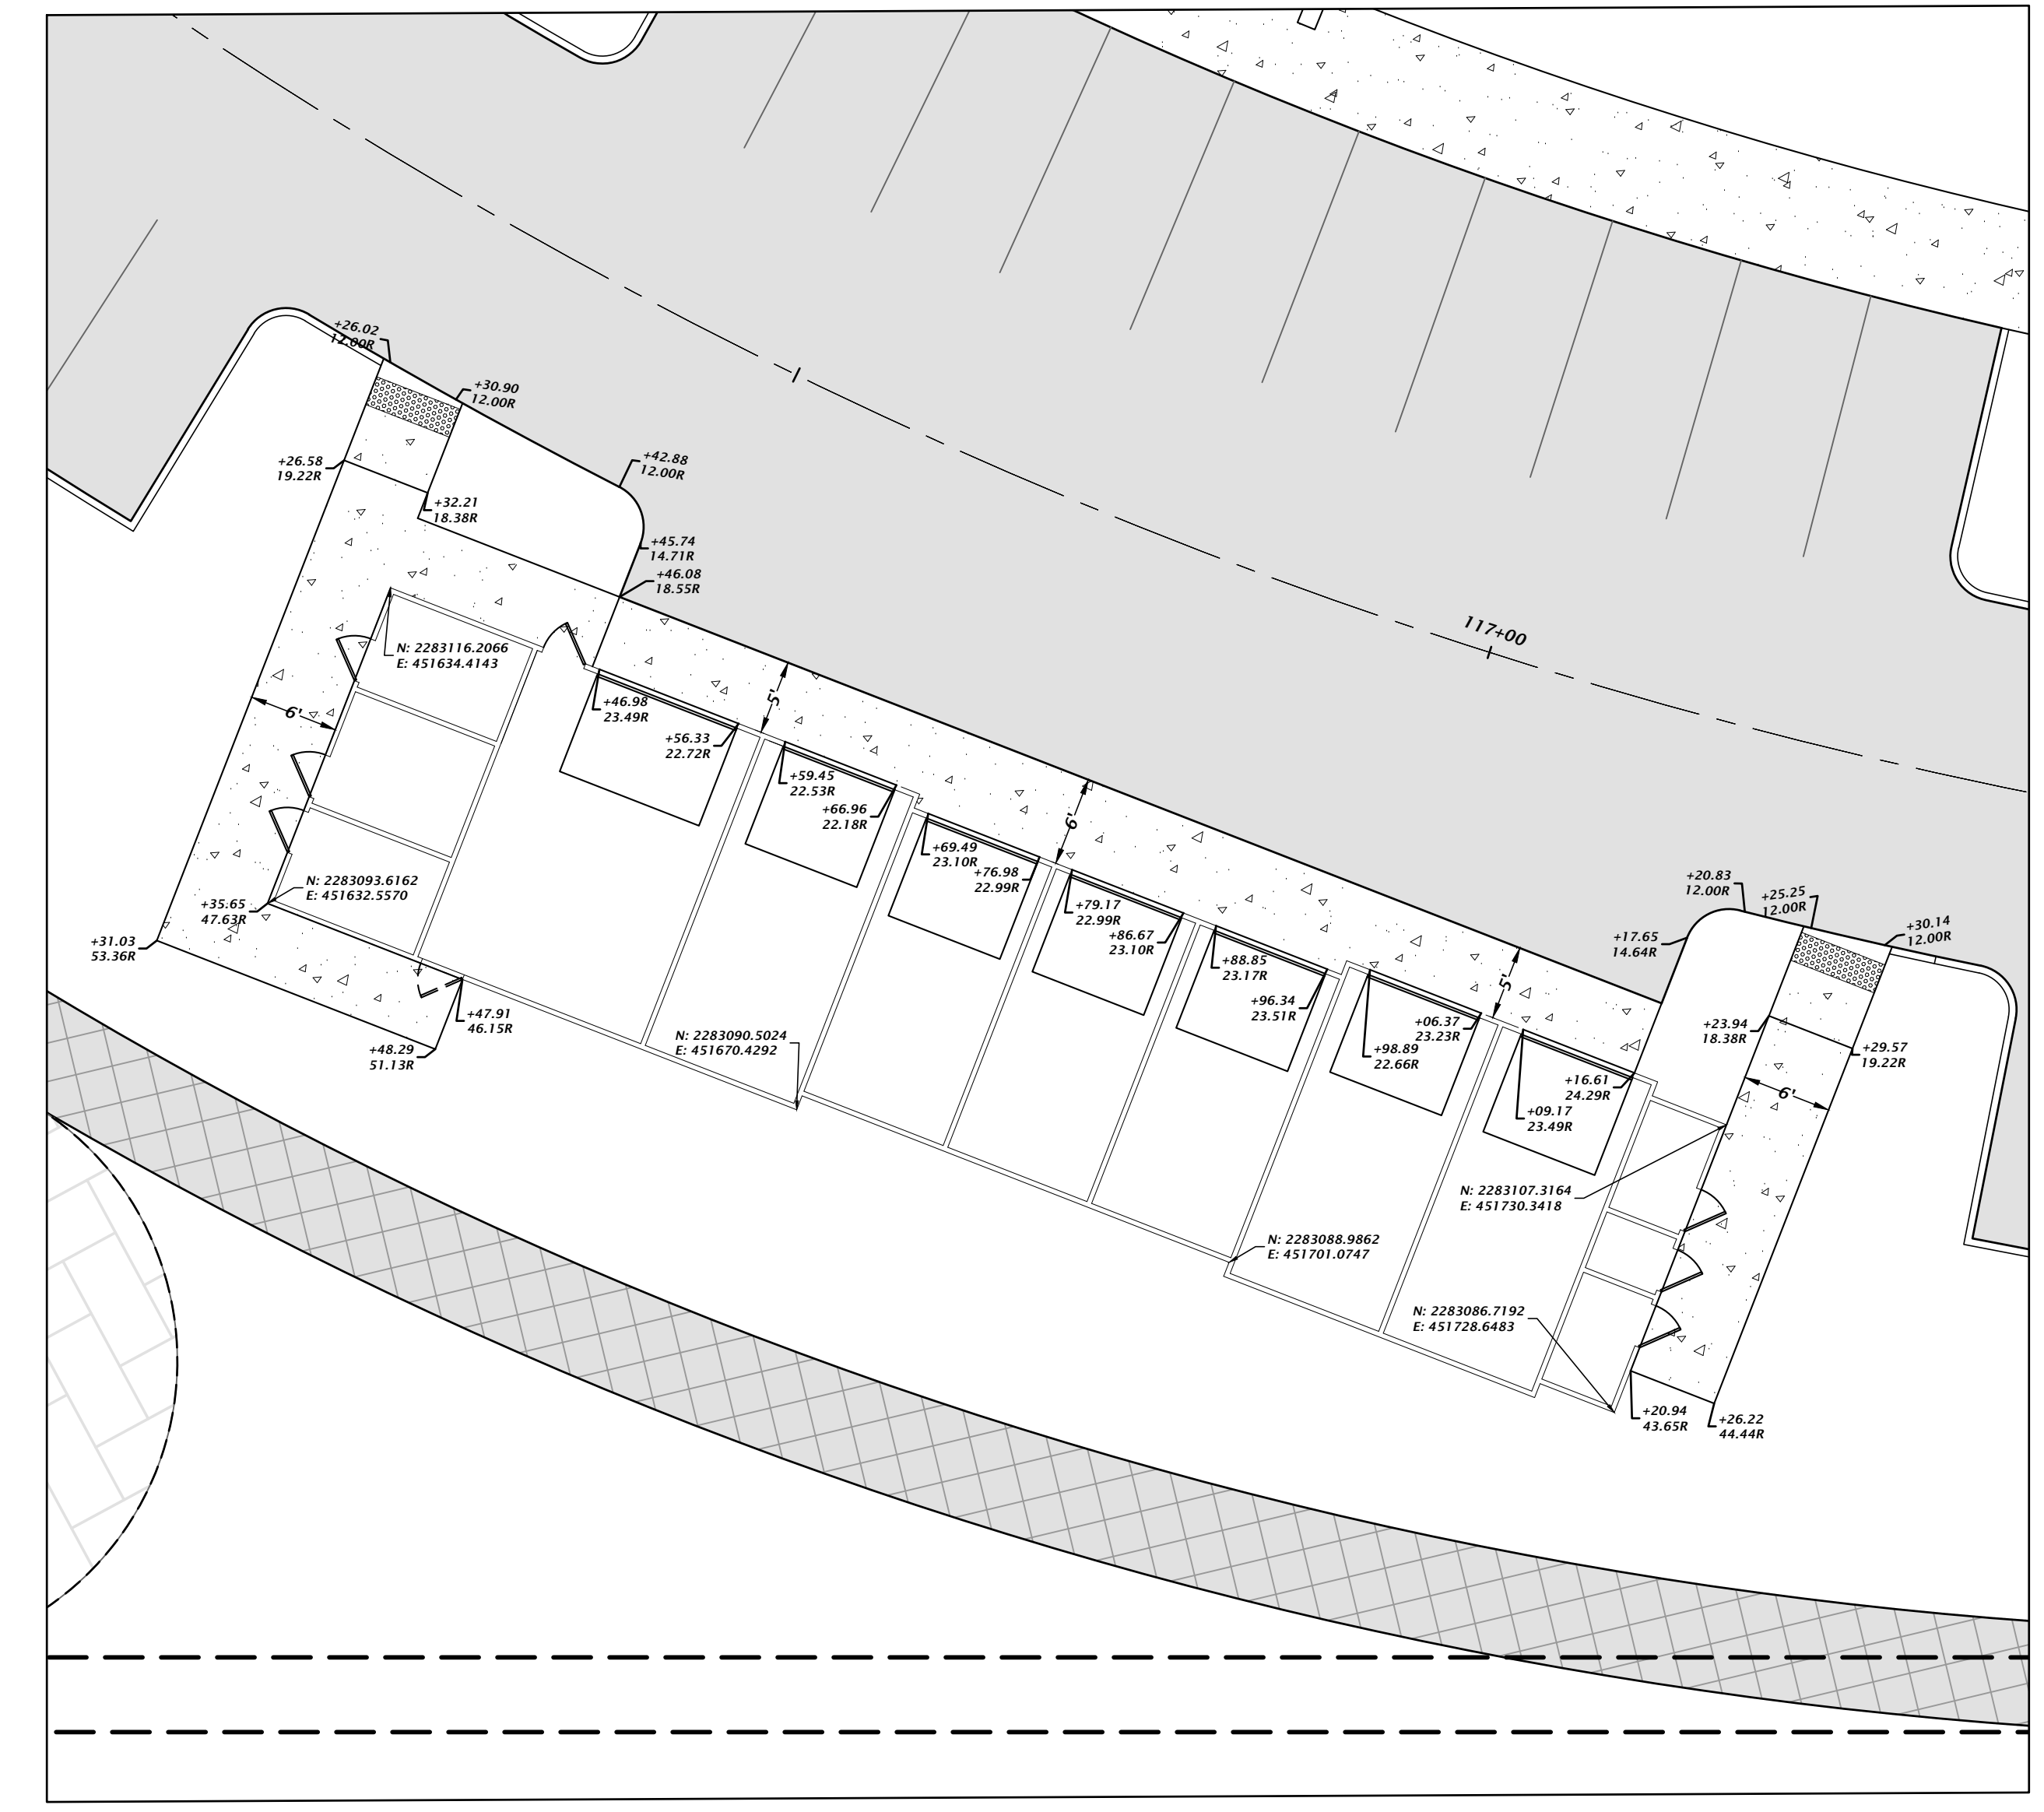 117+00
+26.02
12.00R
+30.90
12.00R
+42.88
12.00R
+26.58
19.22R
+32.21
18.38R
+45.74
14.71R
+46.08
18.55R
N: 2283116.2066
E: 451634.4143
6'
5'
+46.98
23.49R
+56.33
22.72R
+59.45
22.53R
+66.96
22.18R
6'
+69.49
23.10R
+76.98
22.99R
+79.17
22.99R
+86.67
23.10R
+88.85
23.17R
+96.34
23.51R
5'
+98.89
22.66R
+06.37
23.23R
+09.17
23.49R
+16.61
24.29R
+20.83
12.00R
+25.25
12.00R
+30.14
12.00R
+17.65
14.64R
+23.94
18.38R
+29.57
19.22R
6'
N: 2283093.6162
E: 451632.5570
+35.65
47.63R
+31.03
53.36R
+47.91
46.15R
+48.29
51.13R
N: 2283090.5024
E: 451670.4292
N: 2283107.3164
E: 451730.3418
N: 2283088.9862
E: 451701.0747
N: 2283086.7192
E: 451728.6483
+20.94
43.65R
+26.22
44.44R